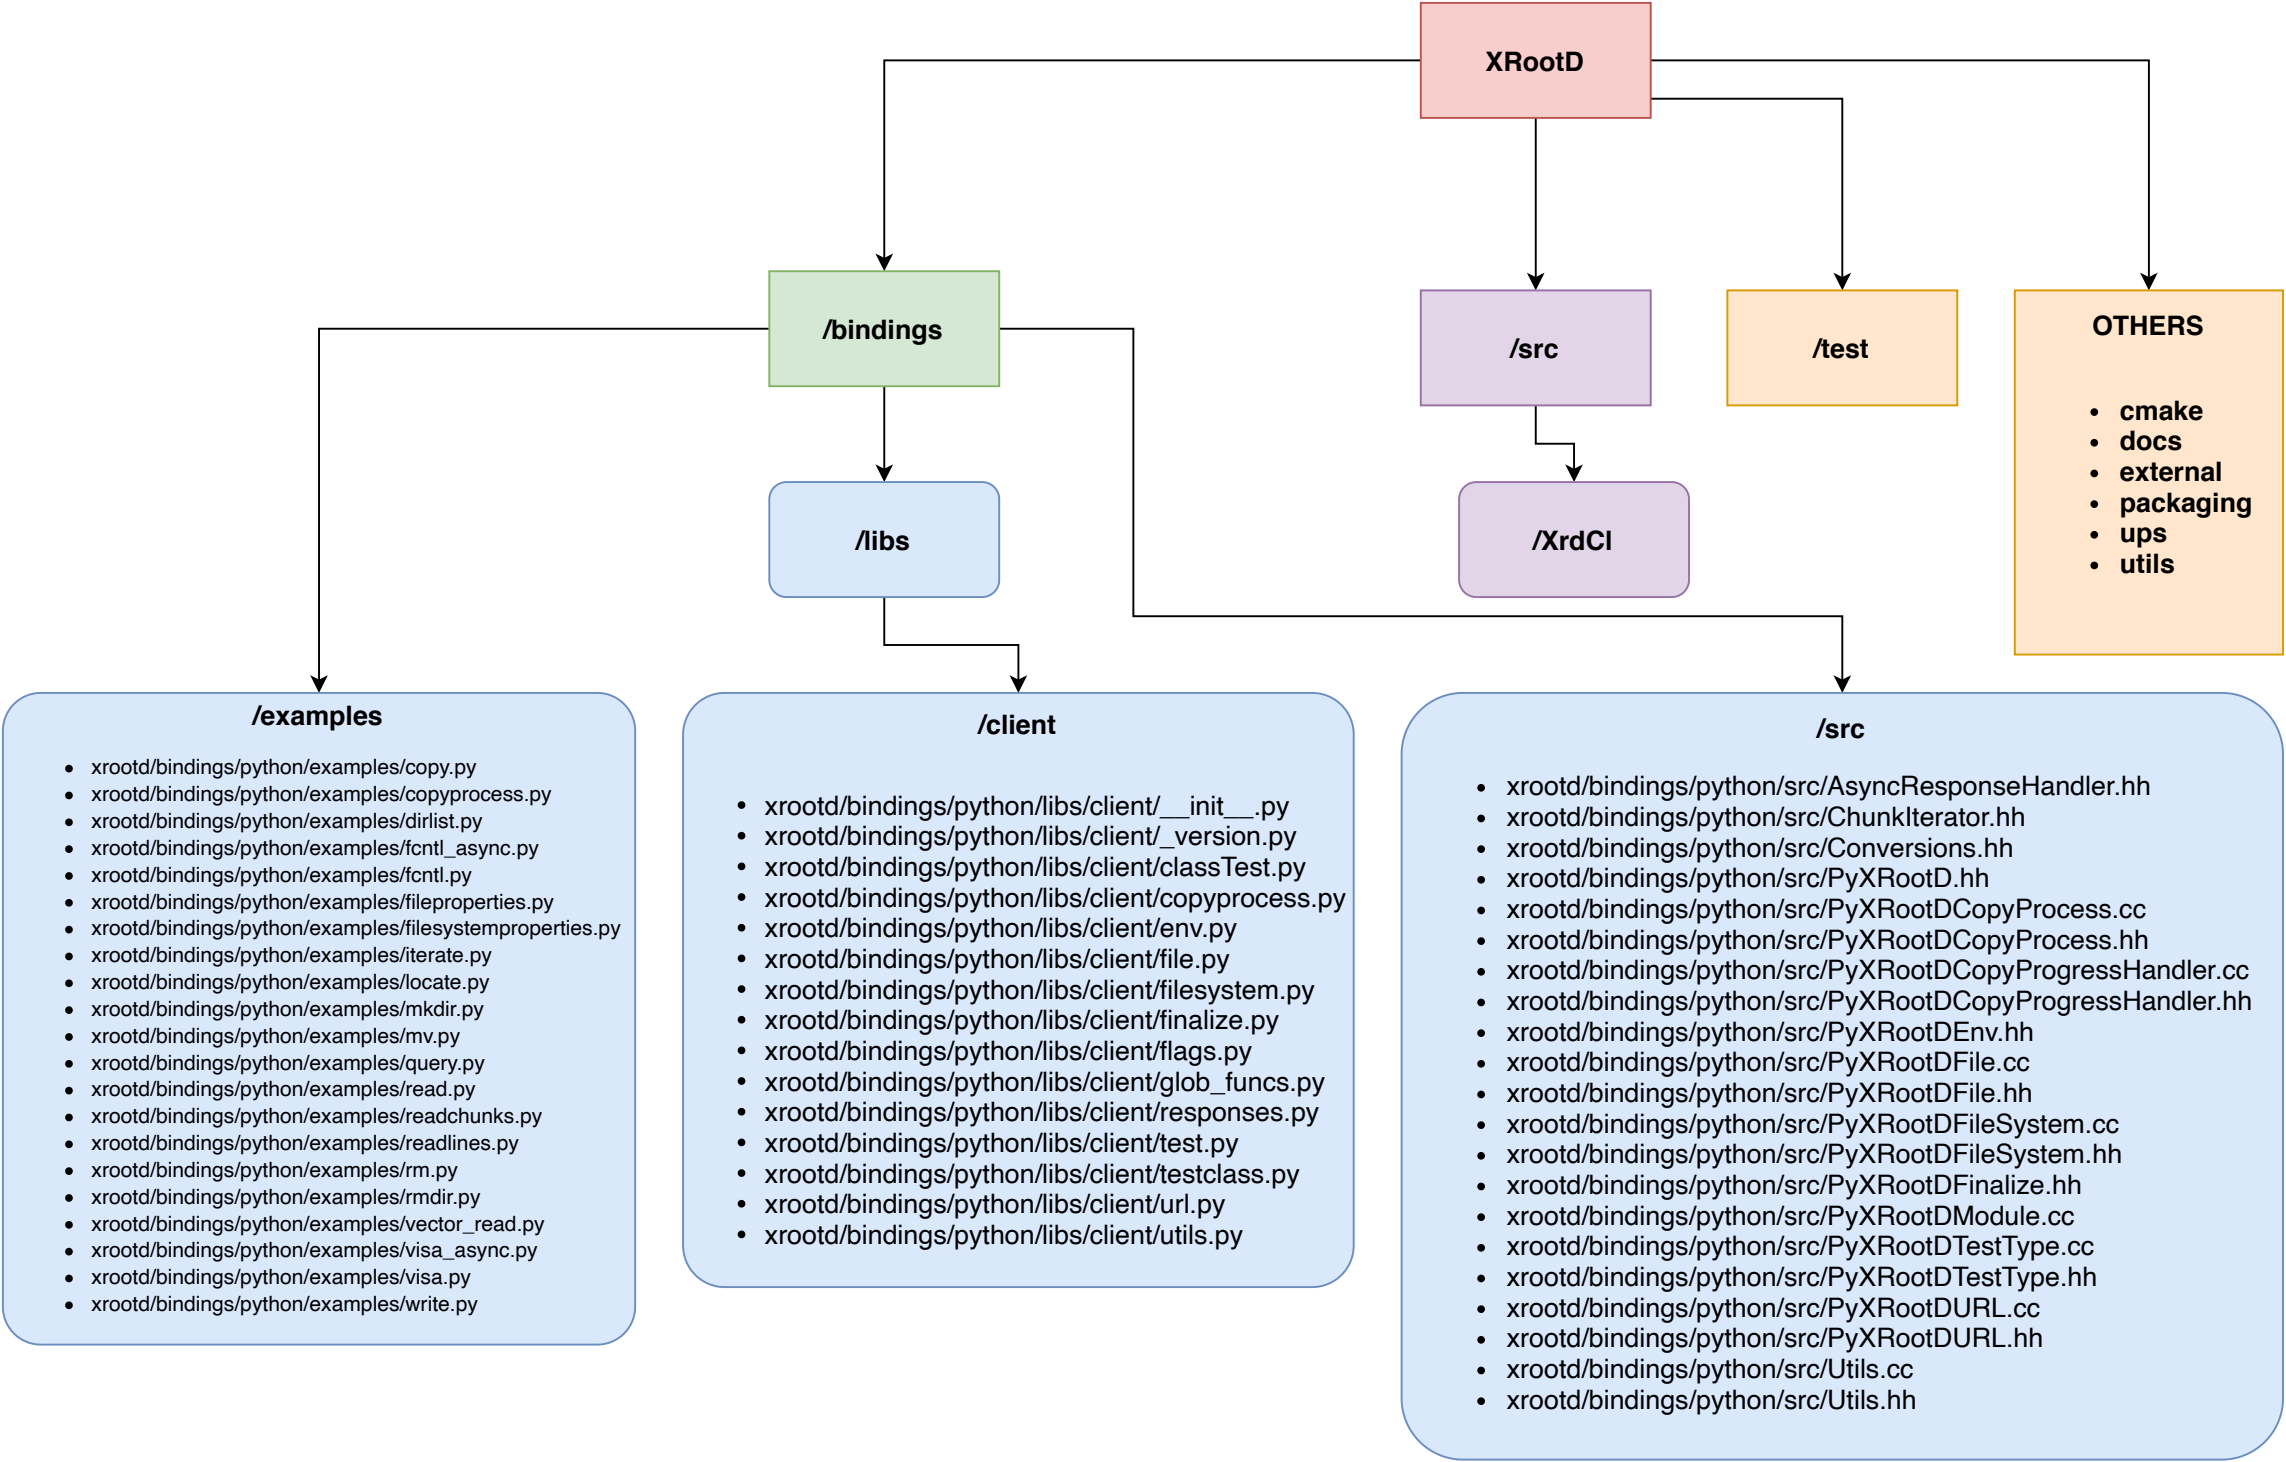 XRootD
/bindings
/src
/test
OTHERS
• cmake
• docs
• external
• packaging
• ups
• utils
/libs
/XrdCl
/examples
• xrootd/bindings/python/examples/copy.py
• xrootd/bindings/python/examples/copyprocess.py
• xrootd/bindings/python/examples/dirlist.py
• xrootd/bindings/python/examples/fcntl_async.py
• xrootd/bindings/python/examples/fcntl.py
• xrootd/bindings/python/examples/fileproperties.py
• xrootd/bindings/python/examples/filesystemproperties.py
• xrootd/bindings/python/examples/iterate.py
• xrootd/bindings/python/examples/locate.py
• xrootd/bindings/python/examples/mkdir.py
• xrootd/bindings/python/examples/mv.py
• xrootd/bindings/python/examples/query.py
• xrootd/bindings/python/examples/read.py
• xrootd/bindings/python/examples/readchunks.py
• xrootd/bindings/python/examples/readlines.py
• xrootd/bindings/python/examples/rm.py
• xrootd/bindings/python/examples/rmdir.py
• xrootd/bindings/python/examples/vector_read.py
• xrootd/bindings/python/examples/visa_async.py
• xrootd/bindings/python/examples/visa.py
• xrootd/bindings/python/examples/write.py
/client
• xrootd/bindings/python/libs/client/__init__.py
• xrootd/bindings/python/libs/client/_version.py
• xrootd/bindings/python/libs/client/classTest.py
• xrootd/bindings/python/libs/client/copyprocess.py
• xrootd/bindings/python/libs/client/env.py
• xrootd/bindings/python/libs/client/file.py
• xrootd/bindings/python/libs/client/filesystem.py
• xrootd/bindings/python/libs/client/finalize.py
• xrootd/bindings/python/libs/client/flags.py
• xrootd/bindings/python/libs/client/glob_funcs.py
• xrootd/bindings/python/libs/client/responses.py
• xrootd/bindings/python/libs/client/test.py
• xrootd/bindings/python/libs/client/testclass.py
• xrootd/bindings/python/libs/client/url.py
• xrootd/bindings/python/libs/client/utils.py
/src
• xrootd/bindings/python/src/AsyncResponseHandler.hh
• xrootd/bindings/python/src/ChunkIterator.hh
• xrootd/bindings/python/src/Conversions.hh
• xrootd/bindings/python/src/PyXRootD.hh
• xrootd/bindings/python/src/PyXRootDCopyProcess.cc
• xrootd/bindings/python/src/PyXRootDCopyProcess.hh
• xrootd/bindings/python/src/PyXRootDCopyProgressHandler.cc
• xrootd/bindings/python/src/PyXRootDCopyProgressHandler.hh
• xrootd/bindings/python/src/PyXRootDEnv.hh
• xrootd/bindings/python/src/PyXRootDFile.cc
• xrootd/bindings/python/src/PyXRootDFile.hh
• xrootd/bindings/python/src/PyXRootDFileSystem.cc
• xrootd/bindings/python/src/PyXRootDFileSystem.hh
• xrootd/bindings/python/src/PyXRootDFinalize.hh
• xrootd/bindings/python/src/PyXRootDModule.cc
• xrootd/bindings/python/src/PyXRootDTestType.cc
• xrootd/bindings/python/src/PyXRootDTestType.hh
• xrootd/bindings/python/src/PyXRootDURL.cc
• xrootd/bindings/python/src/PyXRootDURL.hh
• xrootd/bindings/python/src/Utils.cc
• xrootd/bindings/python/src/Utils.hh